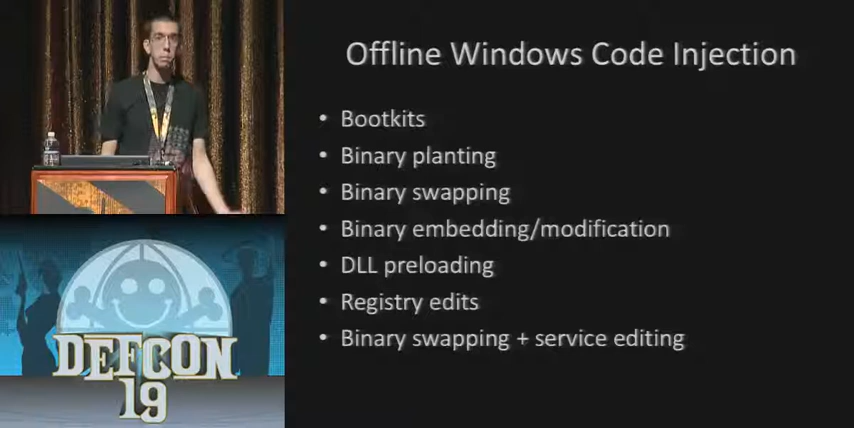 Offline Windows Code Injection
• Bootkits
• Binary planting
• Binary swapping
• Binary embedding/modification
• DLL preloading
• Registry edits
• Binary swapping + service editing
DEFCON
19